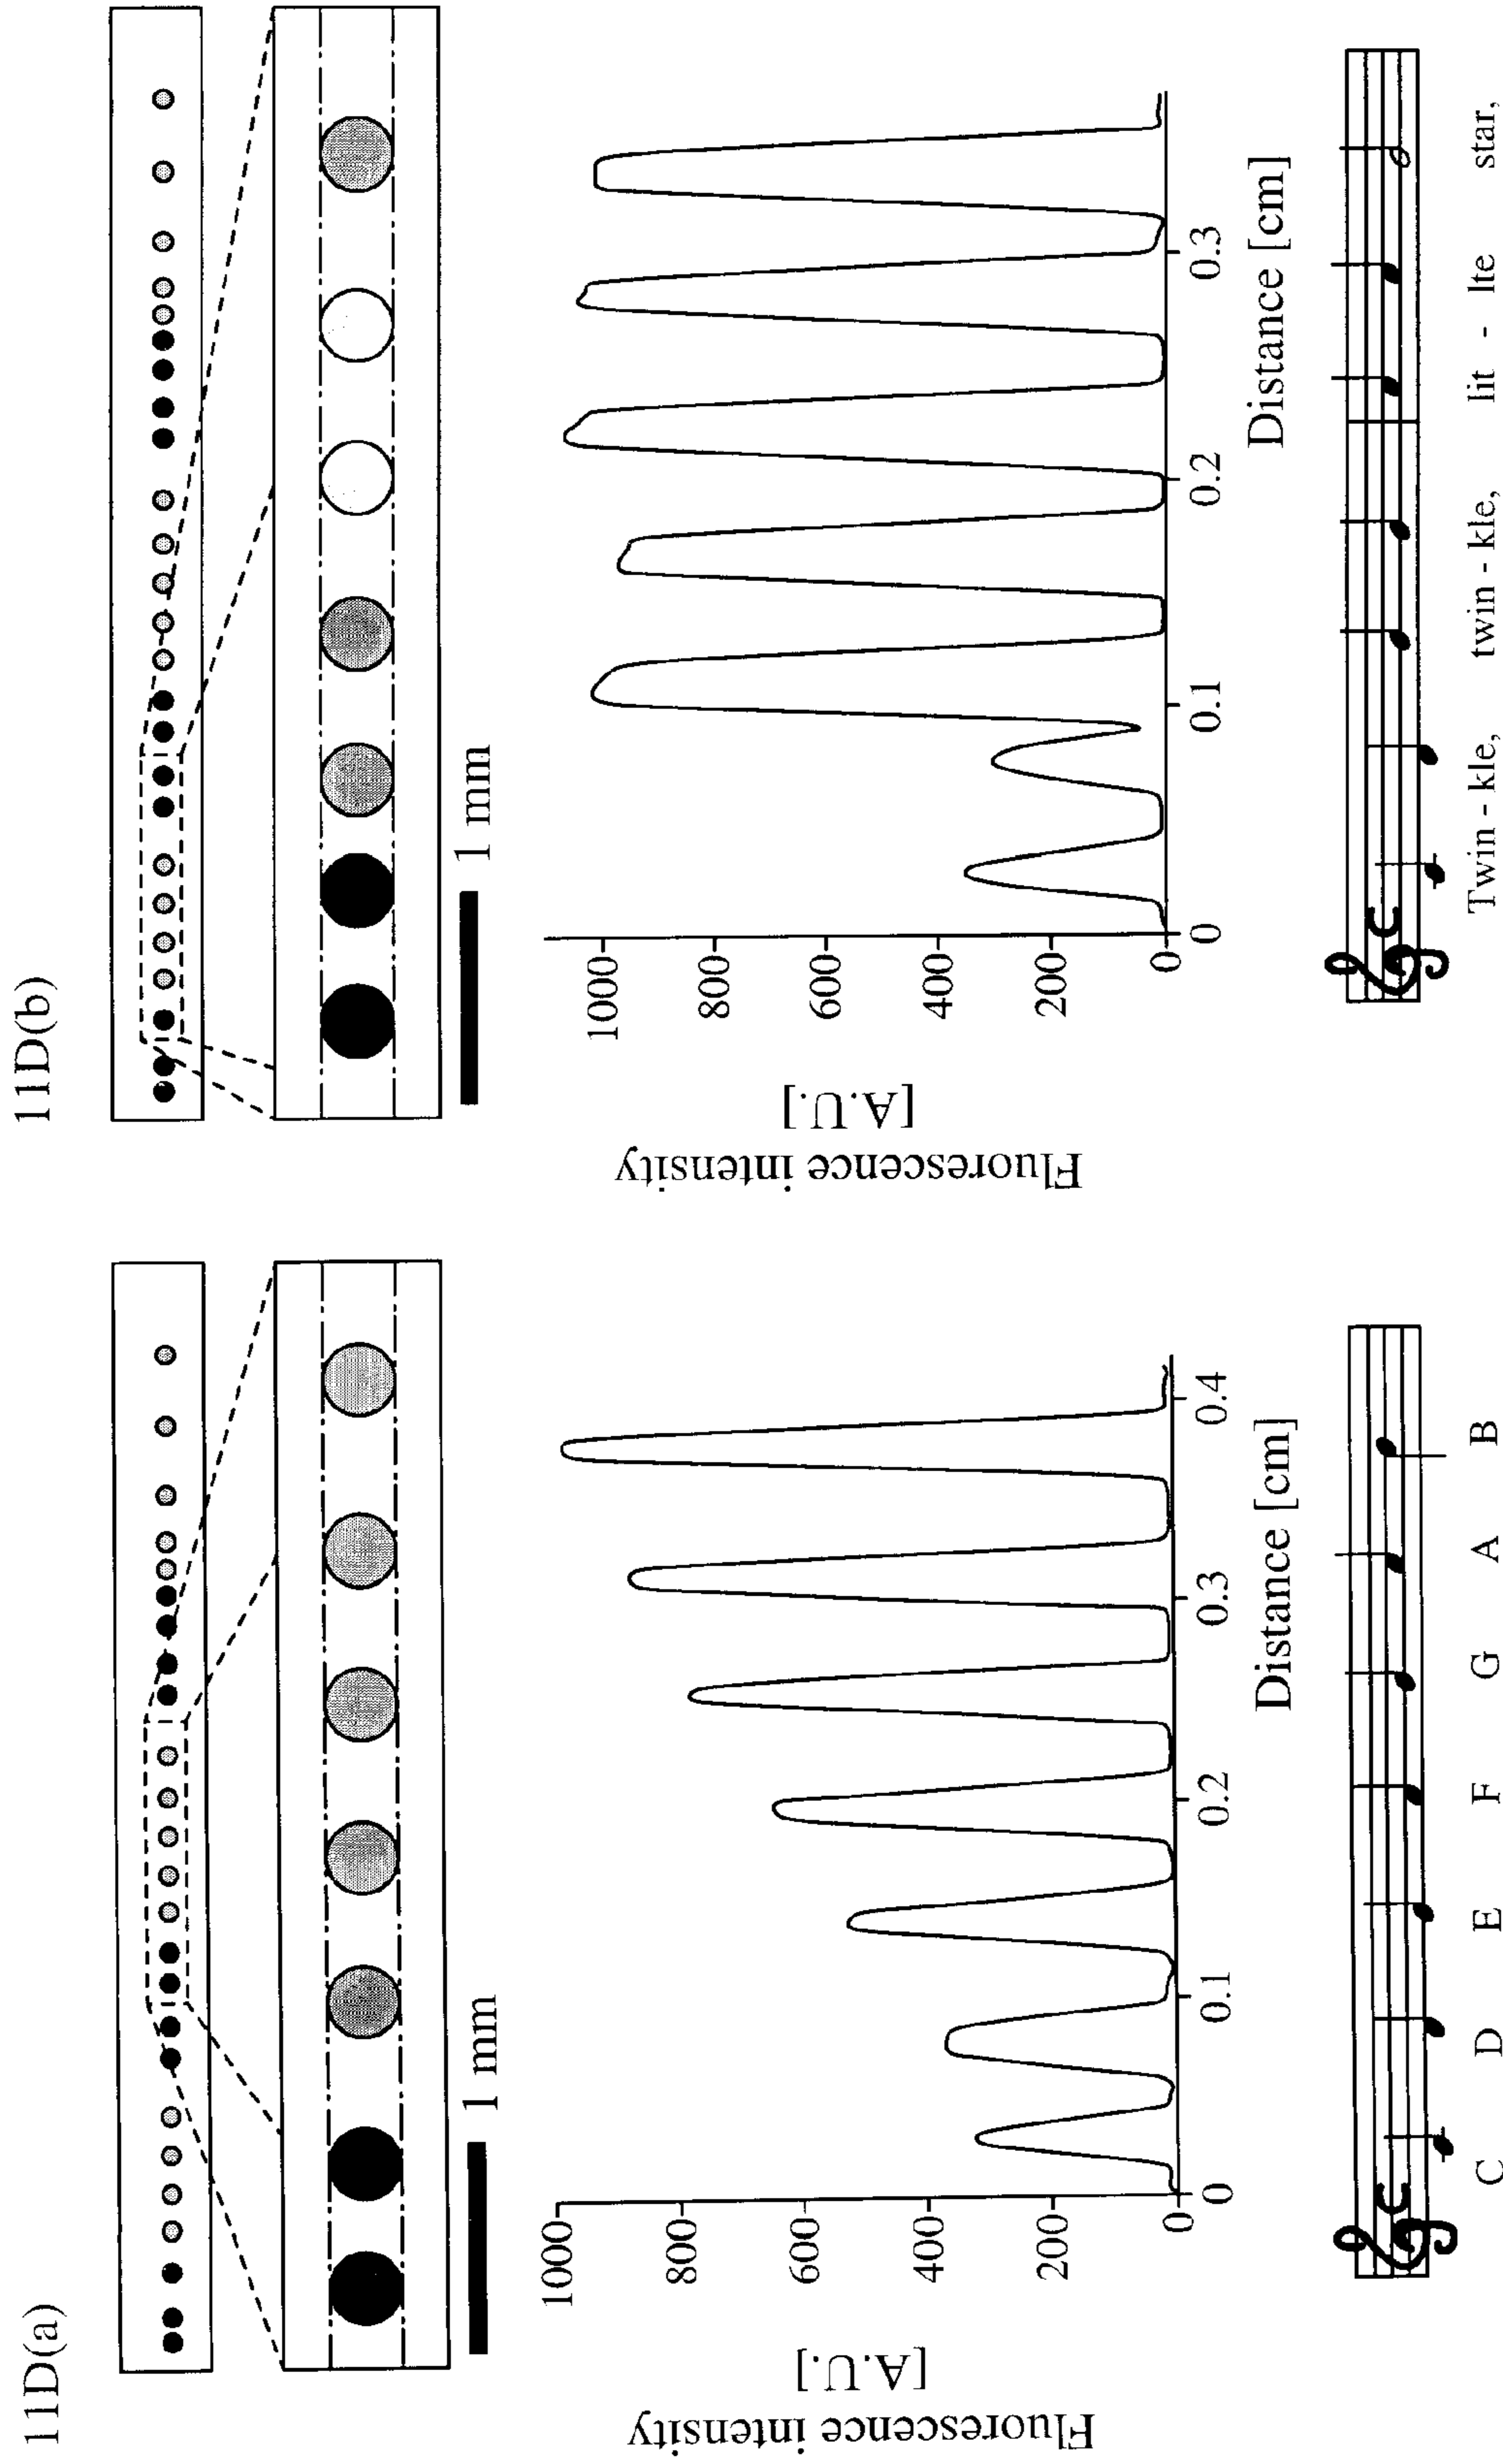 11D(a)
1 mm
Fluorescence intensity
[A.U.]
1000
800
600
400
200
0
0
0.1
0.2
0.3
0.4
Distance [cm]
C D E F G A B
11D(b)
1 mm
Fluorescence intensity
[A.U.]
1000
800
600
400
200
0
0
0.1
0.2
0.3
Distance [cm]
Twin - kle, twin - kle, lit - lte star,